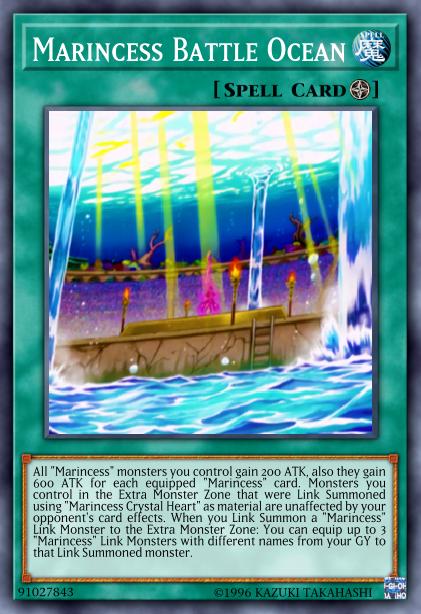 Marincess Battle Ocean
SPELL
魔
[Spell Card]
All "Marincess" monsters you control gain 200 ATK, also they gain
600 ATK for each equipped "Marincess" card. Monsters you
control in the Extra Monster Zone that were Link Summoned
using "Marincess Crystal Heart" as material are unaffected by your
opponent's card effects. When you Link Summon a "Marincess"
Link Monster to the Extra Monster Zone: You can equip up to 3
"Marincess" Link Monsters with different names from your GY to
that Link Summoned monster.
91027843
©1996 KAZUKI TAKAHASHI